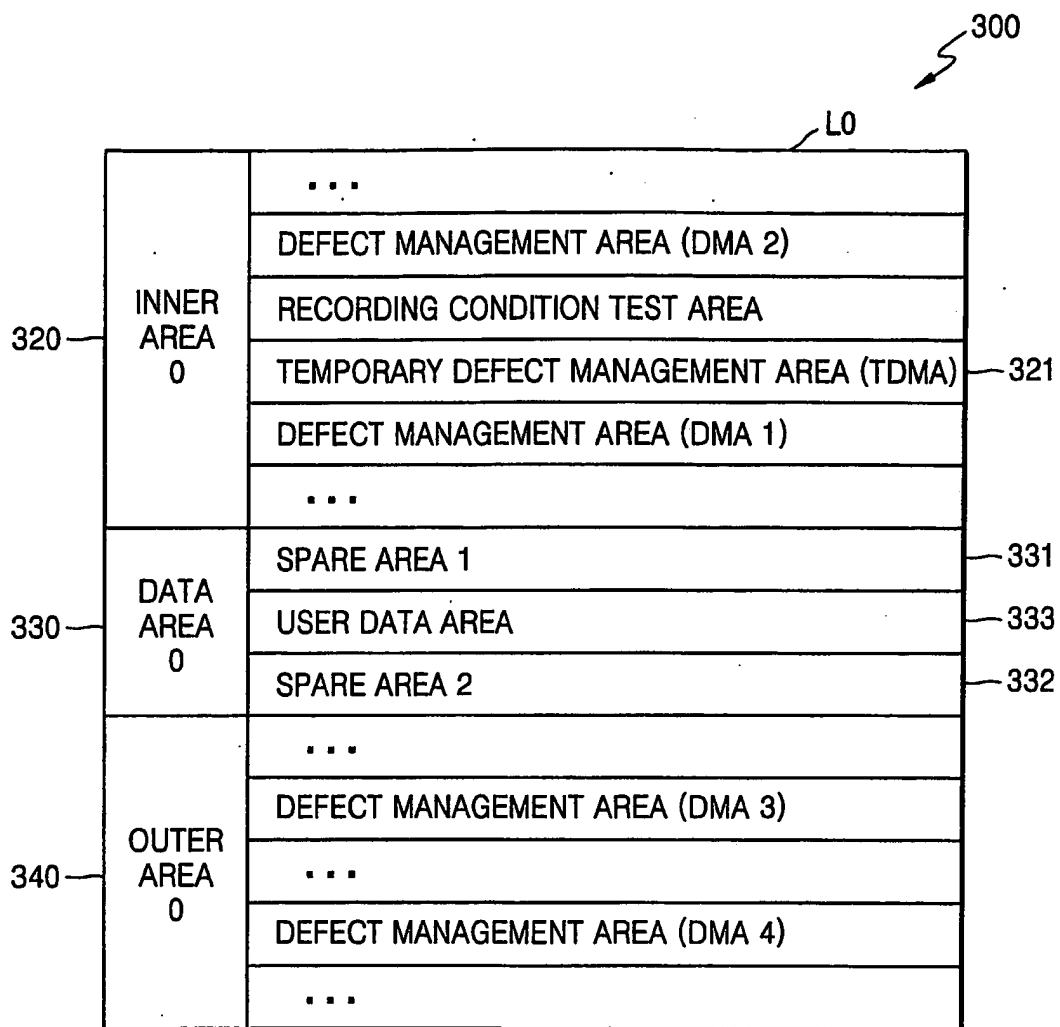 300
L0
...
DEFECT MANAGEMENT AREA (DMA 2)
320
INNER
AREA
0
RECORDING CONDITION TEST AREA
TEMPORARY DEFECT MANAGEMENT AREA (TDMA)
321
DEFECT MANAGEMENT AREA (DMA 1)
...
330
DATA
AREA
0
SPARE AREA 1
331
USER DATA AREA
333
SPARE AREA 2
332
340
OUTER
AREA
0
...
DEFECT MANAGEMENT AREA (DMA 3)
...
DEFECT MANAGEMENT AREA (DMA 4)
...